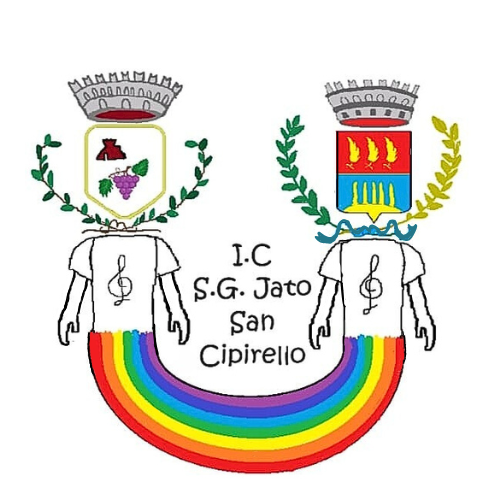 I.C
S.G. Jato
San
Cipirello